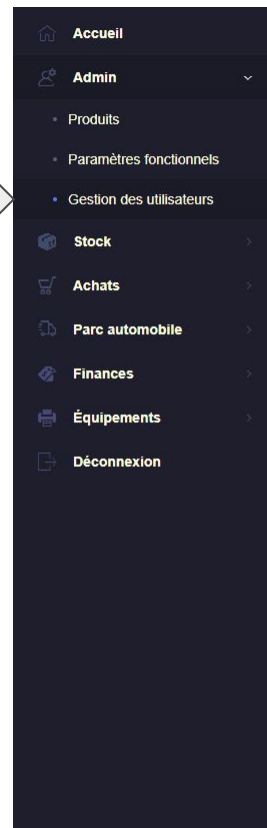 Accueil
Admin
Produits
Paramètres fonctionnels
Gestion des utilisateurs
Stock
Achats
Parc automobile
Finances
Équipements
Déconnexion